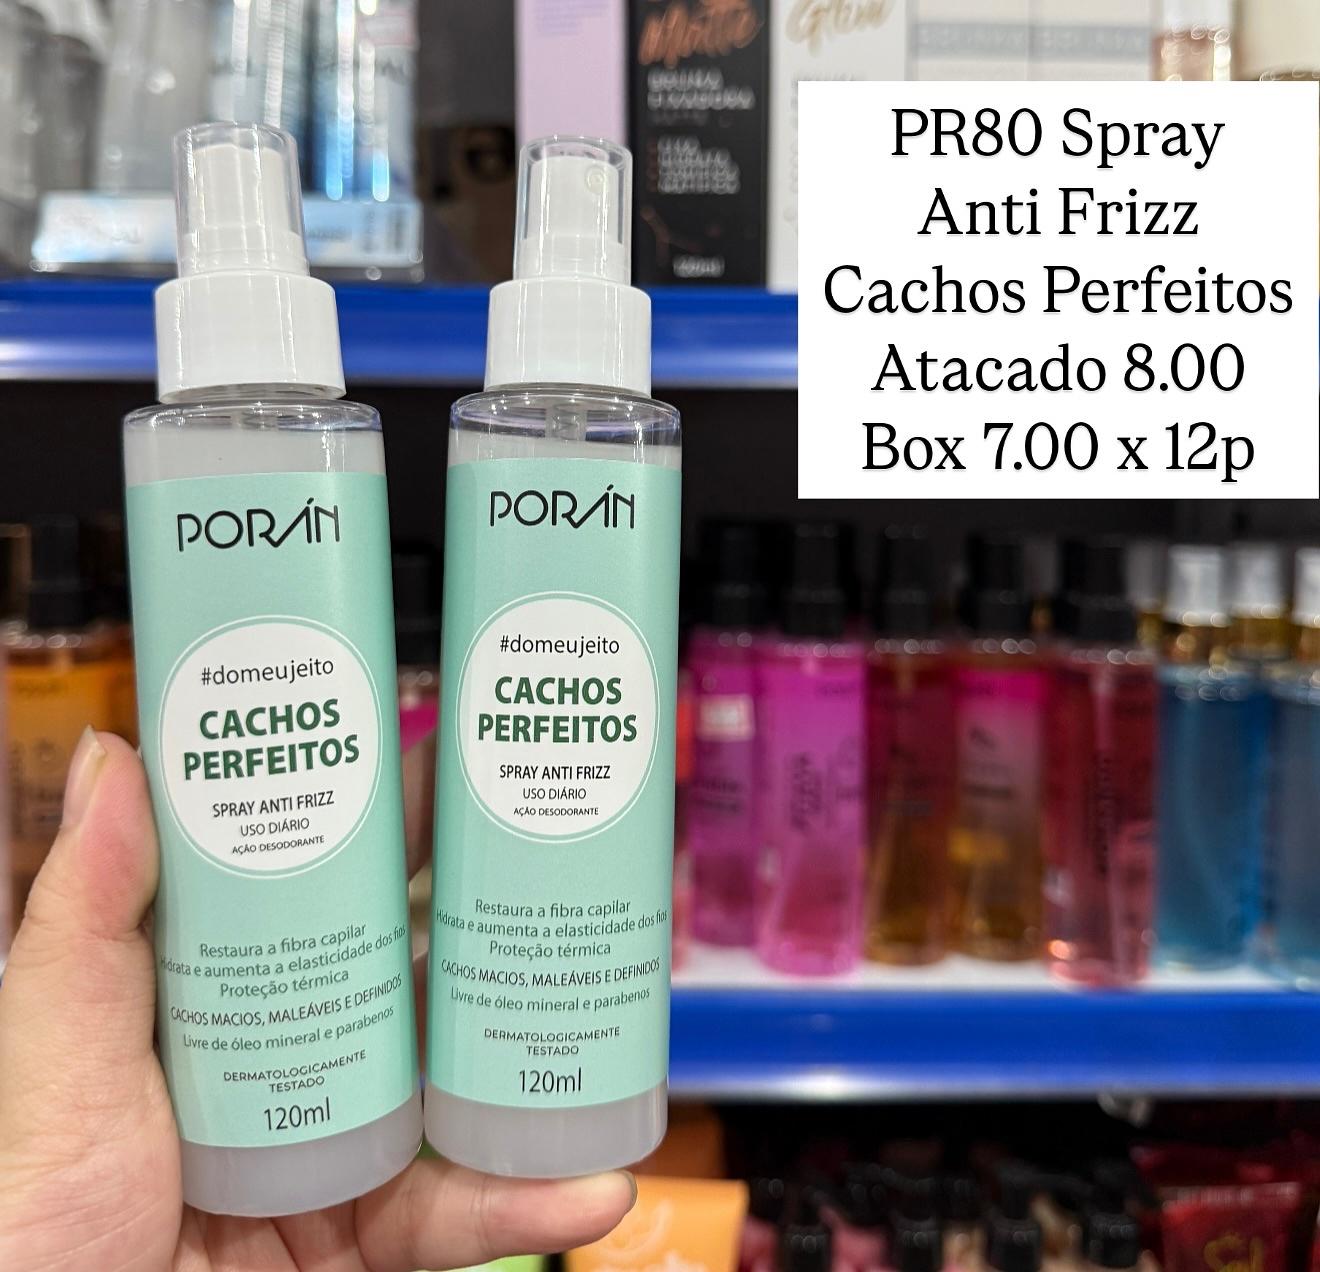 PR80 Spray
Anti Frizz
Cachos Perfeitos
Atacado 8.00
Box 7.00 x 12p
PORÁN
#domeujeito
CACHOS
PERFEITOS
SPRAY ANTI FRIZZ
USO DIÁRIO
AÇÃO DESODORANTE
Restaura a fibra capilar
Hidrata e aumenta a elasticidade dos fios
Proteção térmica
CACHOS MACIOS, MALEÁVEIS E DEFINIDOS
Livre de óleo mineral e parabenos
DERMATOLOGICAMENTE
TESTADO
120ml
PORÁN
#domeujeito
CACHOS
PERFEITOS
SPRAY ANTI FRIZZ
USO DIÁRIO
AÇÃO DESODORANTE
Restaura a fibra capilar
Hidrata e aumenta a elasticidade dos fios
Proteção térmica
CACHOS MACIOS, MALEÁVEIS E DEFINIDOS
Livre de óleo mineral e parabenos
DERMATOLOGICAMENTE
TESTADO
120ml
Matte
Glow